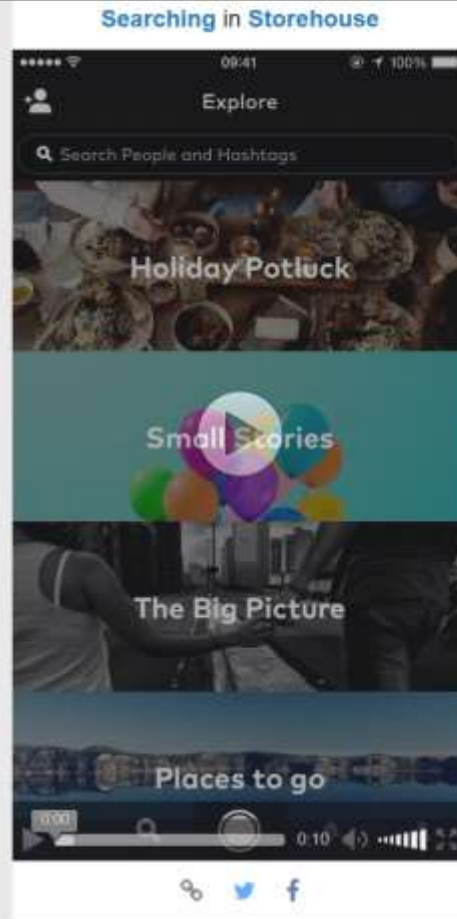 Searching in Storehouse
09:41 100%
Explore
Search People and Hashtags
Holiday Potluck
Small Stories
The Big Picture
Places to go
0:00
0:10